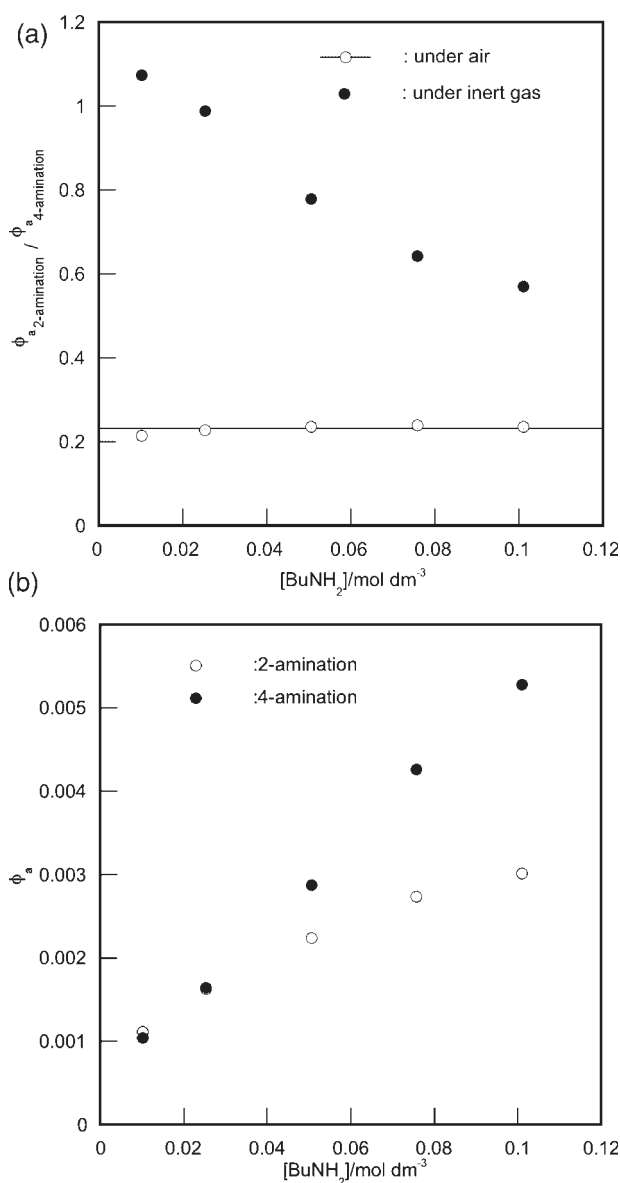 (a)
1.2
1
0.8
0.6
0.4
0.2
0
: under air
: under inert gas
ϕa2-amination / ϕa4-amination
0 0.02 0.04 0.06 0.08 0.1 0.12
[BuNH2]/mol dm-3
(b)
0.006
0.005
0.004
0.003
0.002
0.001
0
:2-amination
:4-amination
ϕa
0 0.02 0.04 0.06 0.08 0.1 0.12
[BuNH2]/mol dm-3